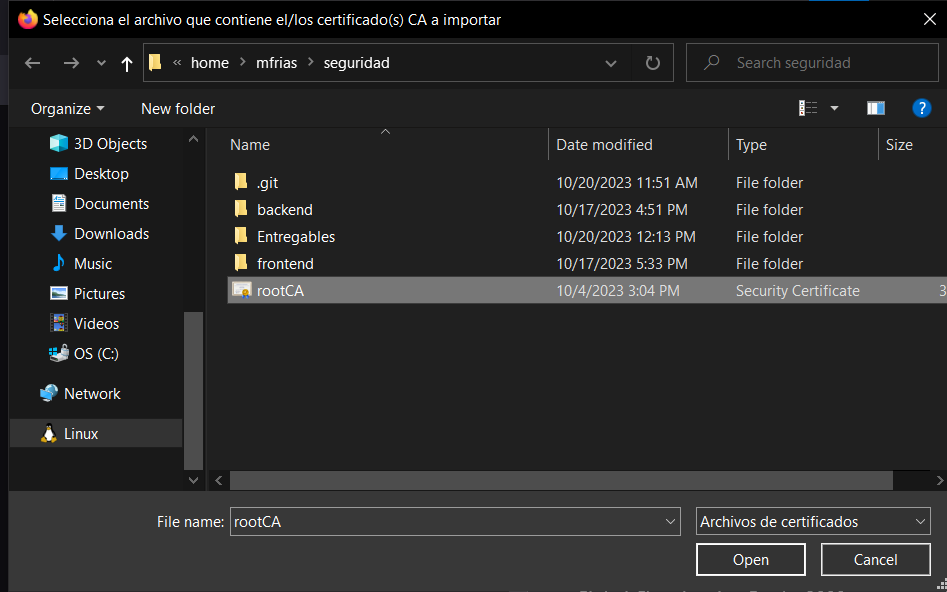 Selecciona el archivo que contiene el/los certificado(s) CA a importar
« home > mfrias > seguridad
Search seguridad
Organize
New folder
?
Name
Date modified
Type
Size
3D Objects
Desktop
Documents
Downloads
Music
Pictures
Videos
OS (C:)
Network
Linux
.git 10/20/2023 11:51 AM File folder
backend 10/17/2023 4:51 PM File folder
Entregables 10/20/2023 12:13 PM File folder
frontend 10/17/2023 5:33 PM File folder
rootCA 10/4/2023 3:04 PM Security Certificate 3
File name: rootCA
Archivos de certificados
Open
Cancel